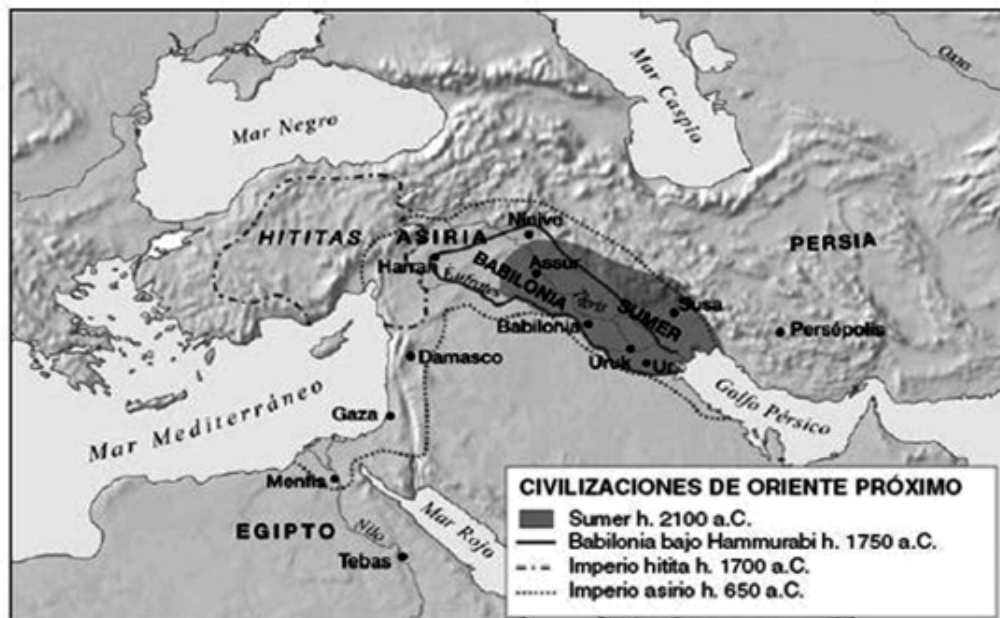 Mar Negro
Mar Caspio
Oxus
HITITAS
ASIRIA
Nínivo
PERSIA
Harran
Éufrates
BABILONIA
Assur
Tigris
SUMER
Susa
Babilonia
Persépolis
Uruk
Ur
Damasco
Gaza
Mar Mediterráneo
Golfo Pérsico
Menfis
EGIPTO
Nilo
Mar Rojo
Tebas
CIVILIZACIONES DE ORIENTE PRÓXIMO
Sumer h. 2100 a.C.
Babilonia bajo Hammurabi h. 1750 a.C.
Imperio hitita h. 1700 a.C.
Imperio asirio h. 650 a.C.